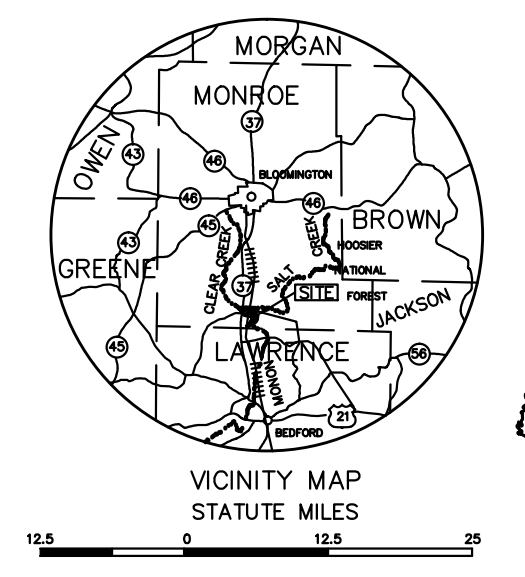 MORGAN
MONROE
37
OWEN
43
46
BLOOMINGTON
46
45
46
BROWN
43
CLEAR CREEK
CREEK
HOOSIER
GREENE
SALT
NATIONAL
37
SITE
FOREST
JACKSON
45
LAWRENCE
56
MONON
21
BEDFORD
VICINITY MAP
STATUTE MILES
12.5 0 12.5 25